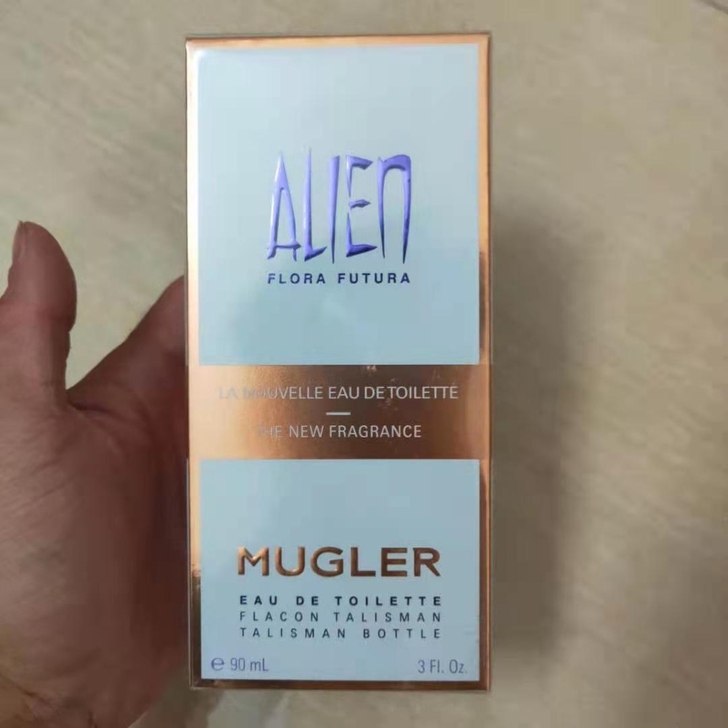 ALIEN
FLORA FUTURA
LA NOUVELLE EAU DE TOILETTE
THE NEW FRAGRANCE
MUGLER
EAU DE TOILETTE
FLACON TALISMAN
TALISMAN BOTTLE
℮ 90 mL 3 Fl. Oz.